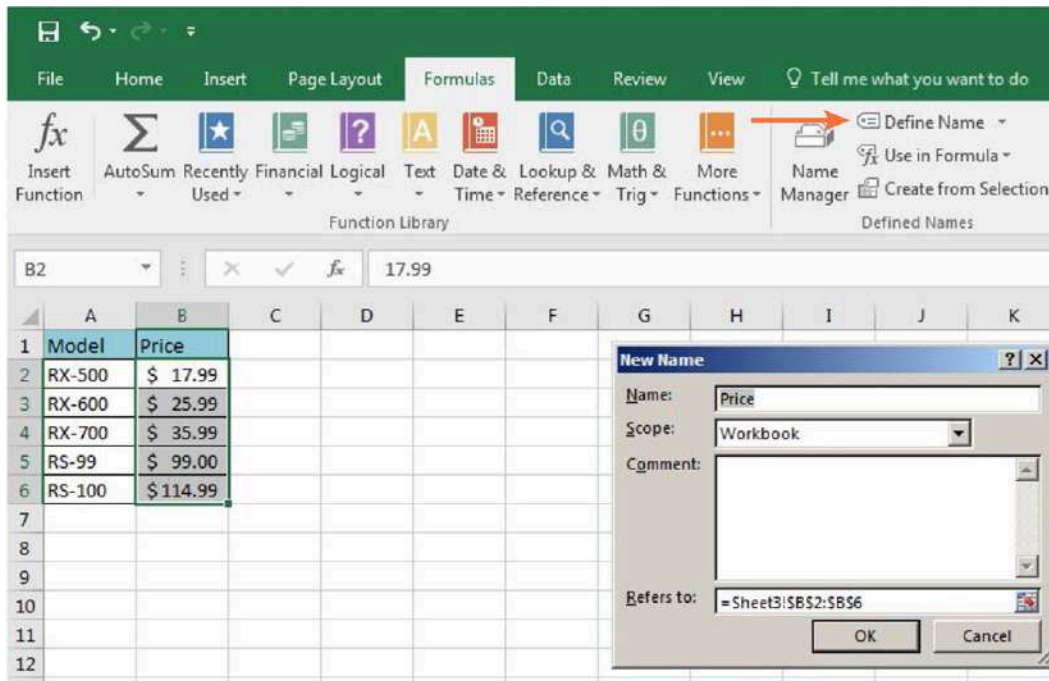 File Home Insert Page Layout Formulas Data Review View Tell me what you want to do
fx Σ ? A θ ...
Insert Function
AutoSum
Recently Used
Financial
Logical
Text
Date & Time
Lookup & Reference
Math & Trig
More Functions
Function Library
Name Manager
Define Name
Use in Formula
Create from Selection
Defined Names
B2 fx 17.99
A B C D E F G H I J K
1 Model Price
2 RX-500 $ 17.99
3 RX-600 $ 25.99
4 RX-700 $ 35.99
5 RS-99 $ 99.00
6 RS-100 $114.99
7
8
9
10
11
12
New Name ? X
Name: Price
Scope: Workbook
Comment:
Refers to: =Sheet3!$B$2:$B$6
OK Cancel